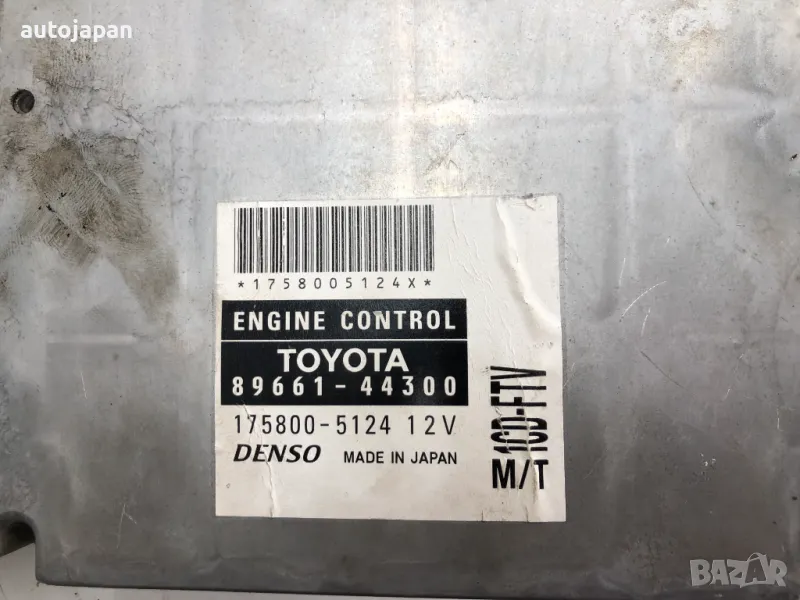 autojapan
*1758005124X*
ENGINE CONTROL
TOYOTA
89661-44300
175800-5124 12V
DENSO MADE IN JAPAN
1CD-FTV
M/T
BAZAR